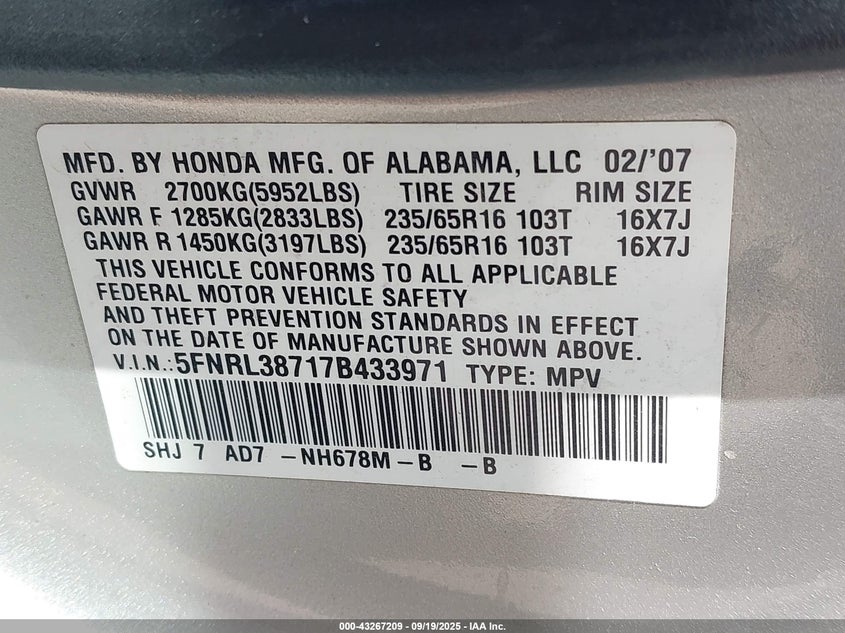 MFD. BY HONDA MFG. OF ALABAMA, LLC 02/'07
GVWR 2700KG(5952LBS) TIRE SIZE RIM SIZE
GAWR F 1285KG(2833LBS) 235/65R16 103T 16X7J
GAWR R 1450KG(3197LBS) 235/65R16 103T 16X7J
THIS VEHICLE CONFORMS TO ALL APPLICABLE
FEDERAL MOTOR VEHICLE SAFETY
AND THEFT PREVENTION STANDARDS IN EFFECT
ON THE DATE OF MANUFACTURE SHOWN ABOVE.
V.I.N.:5FNRL38717B433971 TYPE: MPV
SHJ 7 AD7 -NH678M-B -B
000-43267209 - 09/19/2025 - IAA Inc.